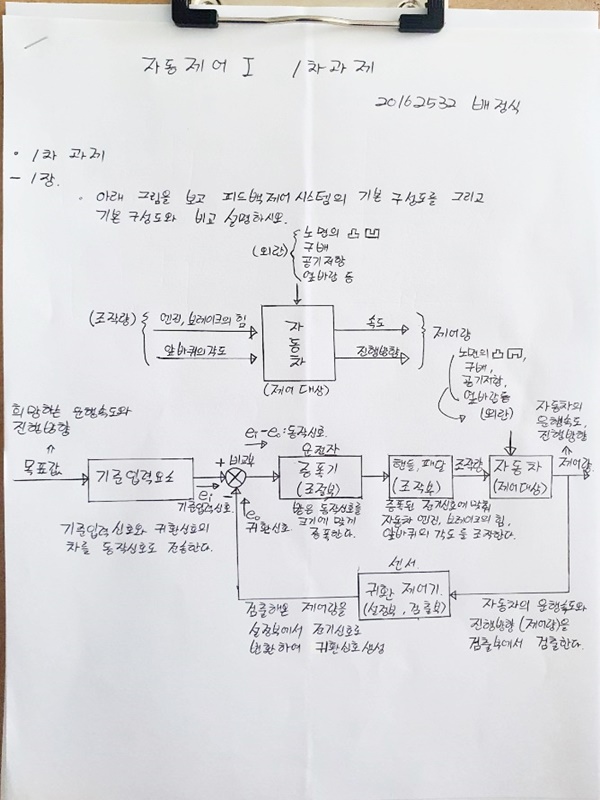 자동제어 I 1차과제
20162532 배정식
• 1차 과제
- 1장.
• 아래 그림을 보고 피드백제어시스템의 기본 구성도를 그리고
기본 구성도와 비교 설명하시오.
(외란)
노면의 凸凹
구배
공기저항
옆바람 등
(조작량)
엔진, 브레이크의 힘
앞바퀴의 각도
자동차
(제어 대상)
속도
진행방향
제어량
노면의 凸凹,
구배,
공기저항,
옆바람등
(외란)
희망하는 운행속도와
진행방향
목표값
기준입력요소
+ 비교부
ei
기준입력신호
eo
귀환신호
ei - eo : 동작신호
운전자
증폭기
(조절부)
받은 동작신호를
크기에 맞게
증폭한다.
핸들, 패달
(조작부)
증폭된 전기신호에 맞춰
자동차 엔진, 브레이크의 힘,
앞바퀴의 각도를 조작한다.
조작량
자동차
(제어대상)
자동차의
운행속도,
진행방향
제어량
기준입력신호와 귀환신호의
차를 동작신호로 전송한다.
센서
귀환 제어기.
(설정부, 검출부)
검출해온 제어량을
설정부에서 전기신호로
변환하여 귀환신호생성
자동차의 운행속도와
진행방향 (제어량)을
검출부에서 검출한다.